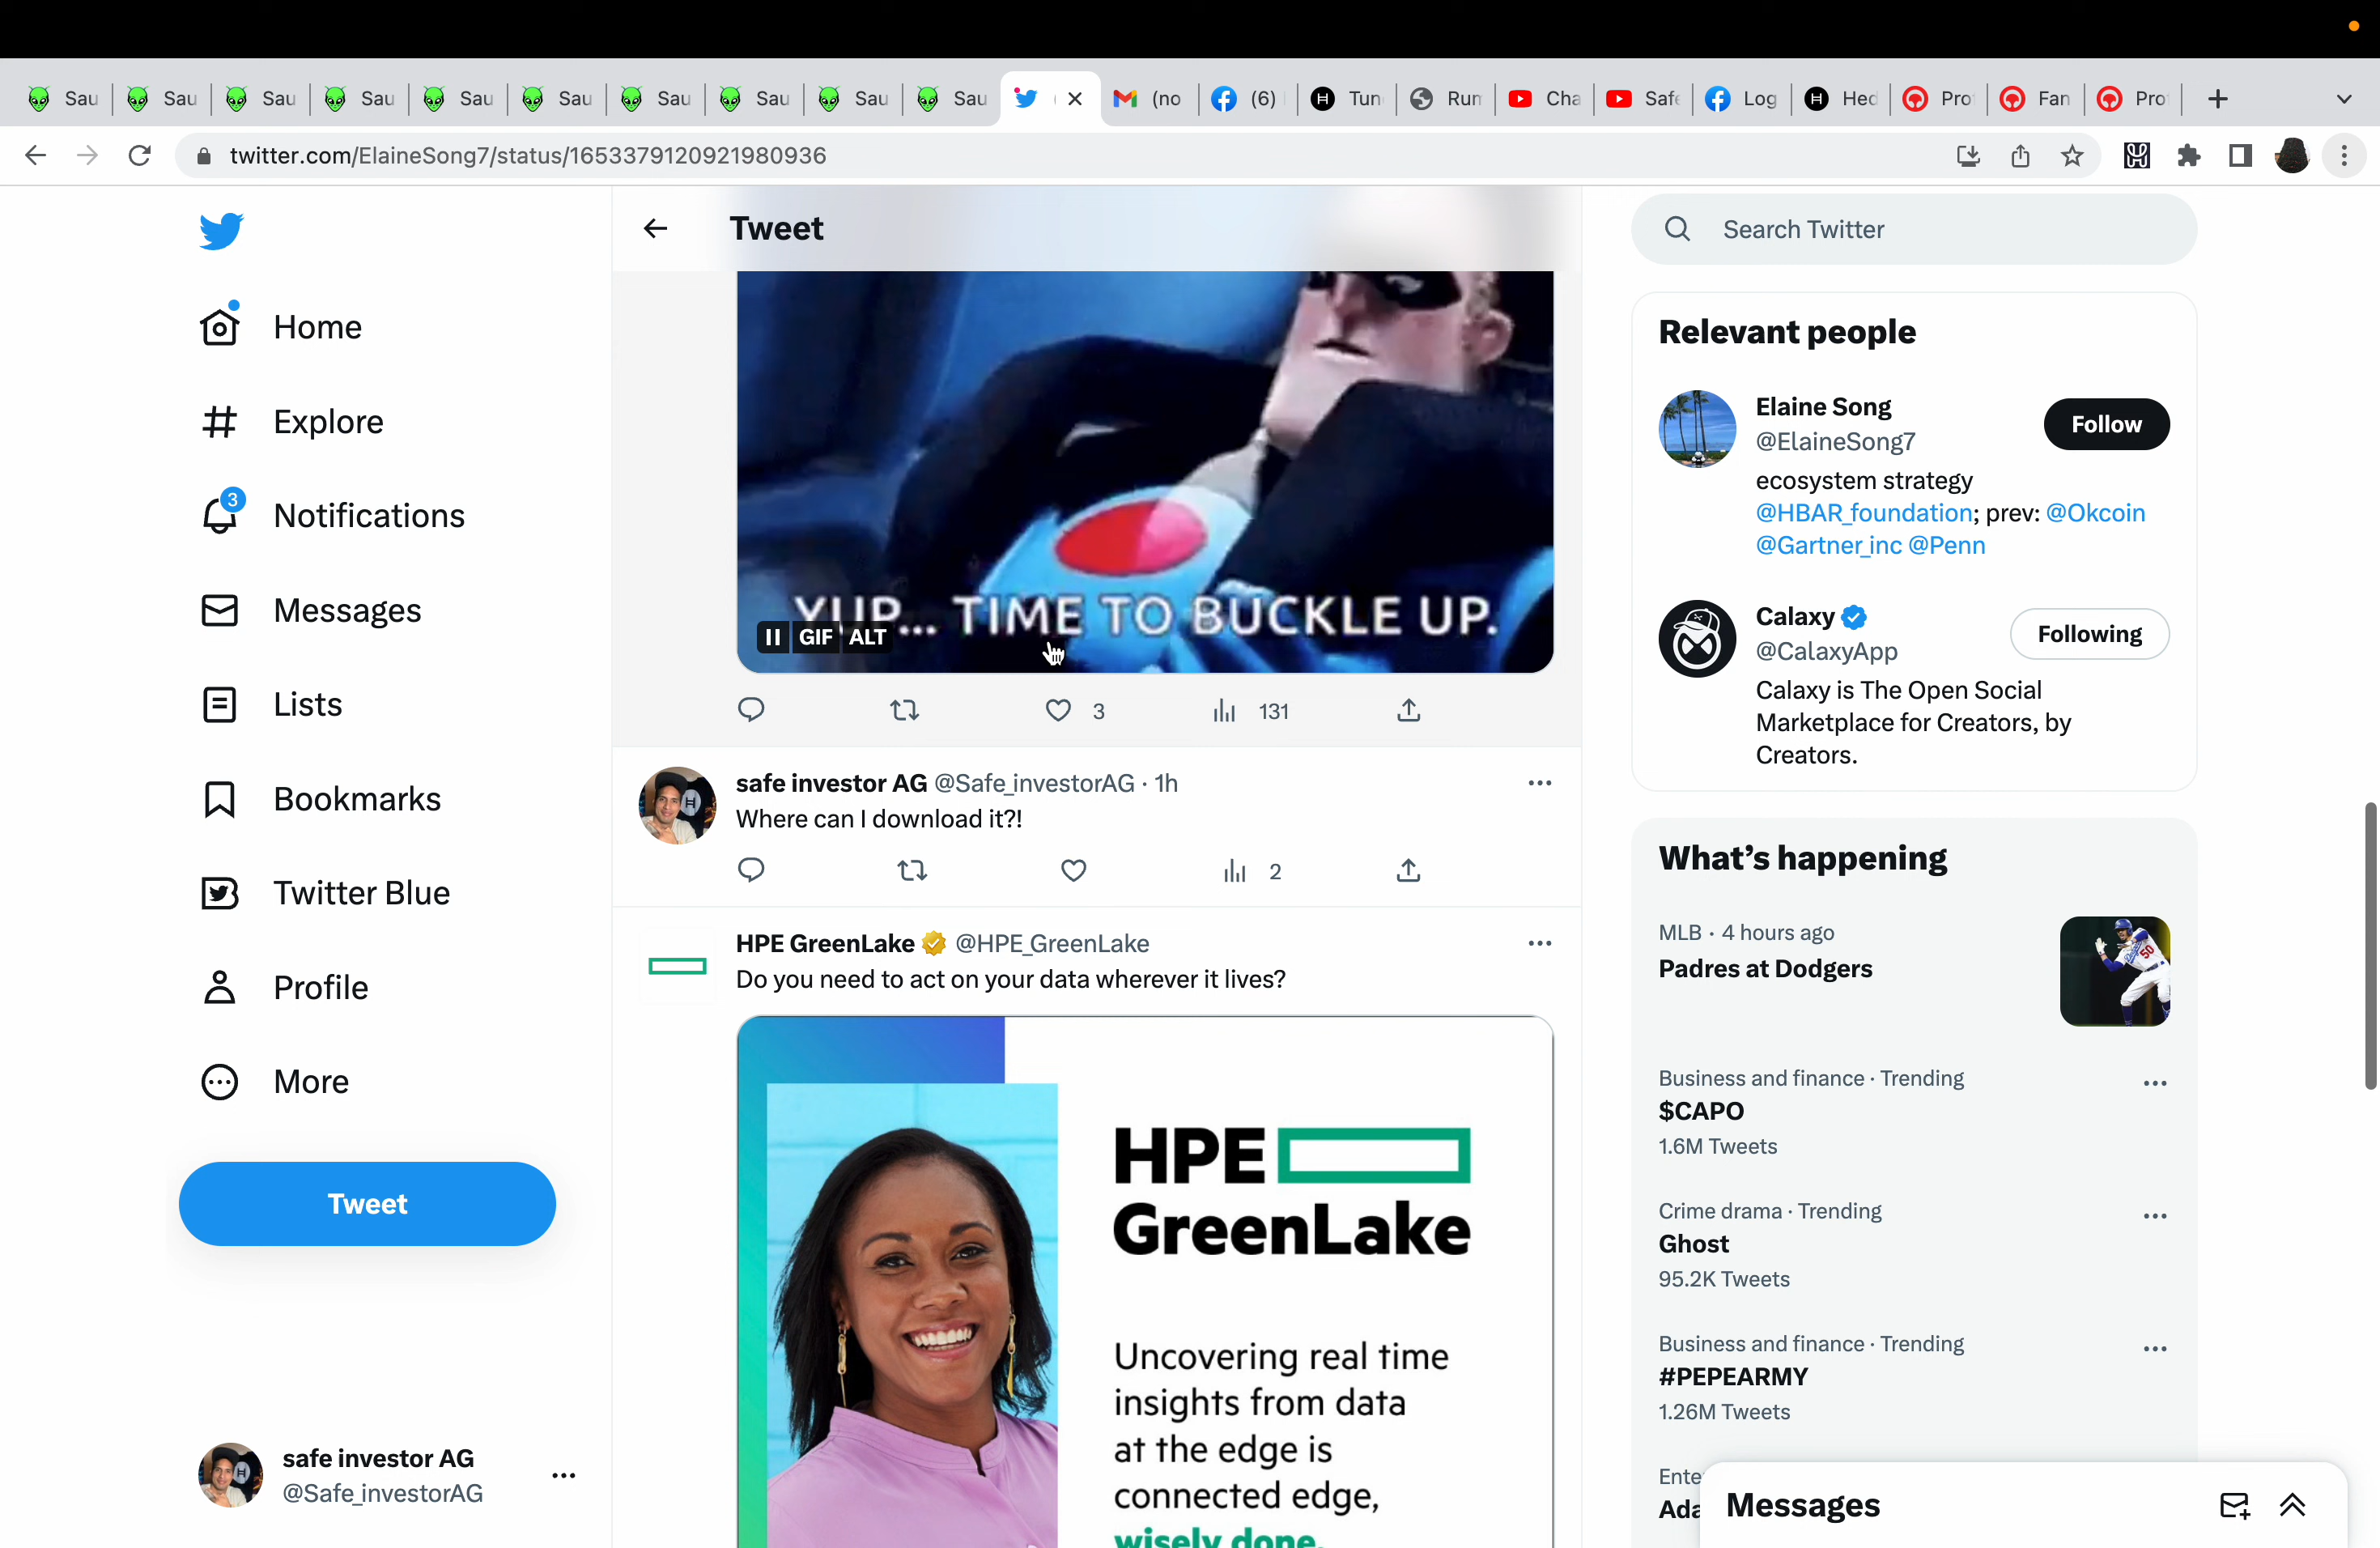 Sau
Sau
Sau
Sau
Sau
Sau
Sau
Sau
Sau
Sau
(no
(6)
Tun
Run
Cha
Safe
Log
Hed
Pro
Fan
Pro
twitter.com/ElaineSong7/status/1653379120921980936
Home
Explore
3
Notifications
Messages
Lists
Bookmarks
Twitter Blue
Profile
More
Tweet
safe investor AG
@Safe_investorAG
Tweet
YUP... TIME TO BUCKLE UP.
GIF ALT
3 131
safe investor AG @Safe_investorAG · 1h
Where can I download it?!
2
HPE GreenLake @HPE_GreenLake
Do you need to act on your data wherever it lives?
HPE
GreenLake
Uncovering real time
insights from data
at the edge is
connected edge,
wisely done.
Search Twitter
Relevant people
Elaine Song
@ElaineSong7
Follow
ecosystem strategy
@HBAR_foundation; prev: @Okcoin
@Gartner_inc @Penn
Calaxy
@CalaxyApp
Following
Calaxy is The Open Social
Marketplace for Creators, by
Creators.
What's happening
MLB · 4 hours ago
Padres at Dodgers
50
Business and finance · Trending
$CAPO
1.6M Tweets
Crime drama · Trending
Ghost
95.2K Tweets
Business and finance · Trending
#PEPEARMY
1.26M Tweets
Ente
Ada
Messages